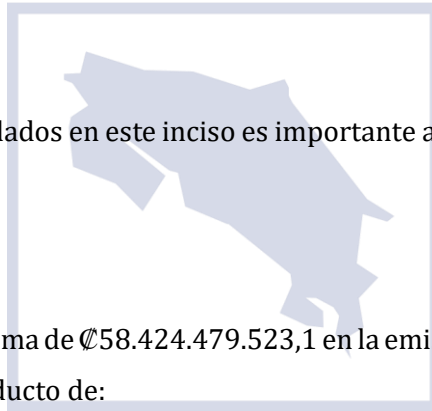 lados en este inciso es importante a
ma de ₡58.424.479.523,1 en la emi
ducto de: